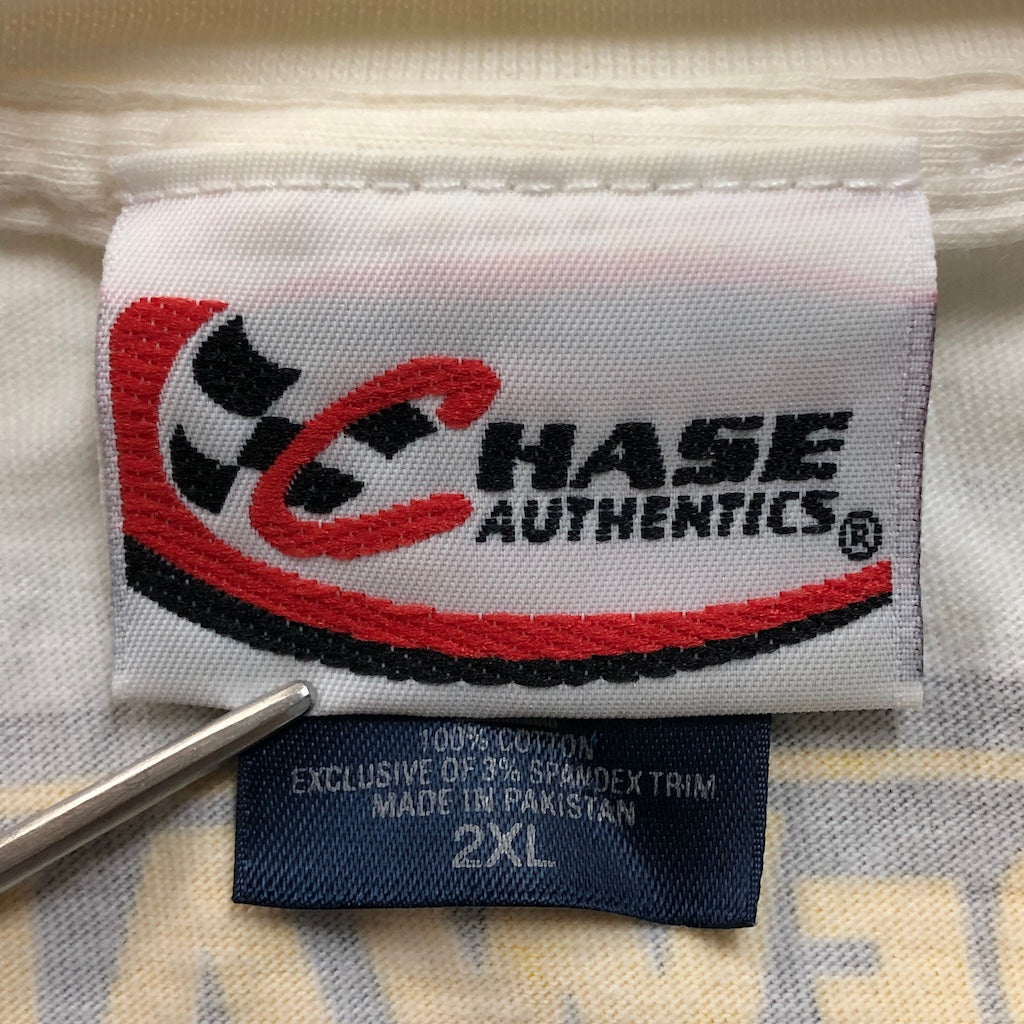 CHASE
AUTHENTICS®
100% COTTON
EXCLUSIVE OF 3% SPANDEX TRIM
MADE IN PAKISTAN
2XL